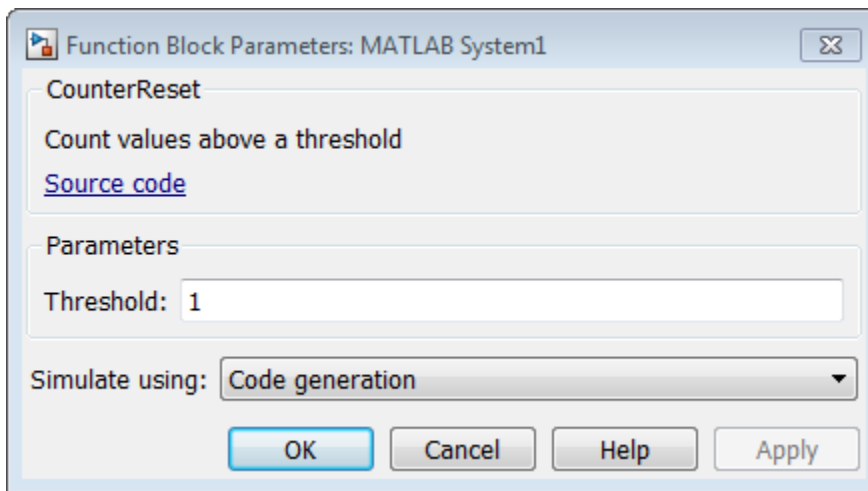 Function Block Parameters: MATLAB System1
CounterReset
Count values above a threshold
Source code
Parameters
Threshold: 1
Simulate using: Code generation
OK Cancel Help Apply